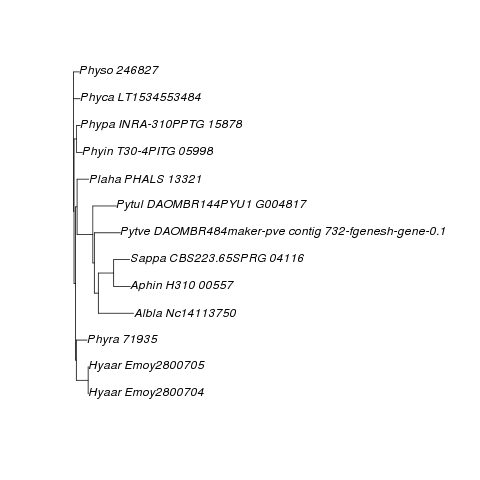 Physo 246827
Phyca LT1534553484
Phypa INRA-310PPTG 15878
Phyin T30-4PITG 05998
Plaha PHALS 13321
Pytul DAOMBR144PYU1 G004817
Pytve DAOMBR484maker-pve contig 732-fgenesh-gene-0.1
Sappa CBS223.65SPRG 04116
Aphin H310 00557
Albla Nc14113750
Phyra 71935
Hyaar Emoy2800705
Hyaar Emoy2800704